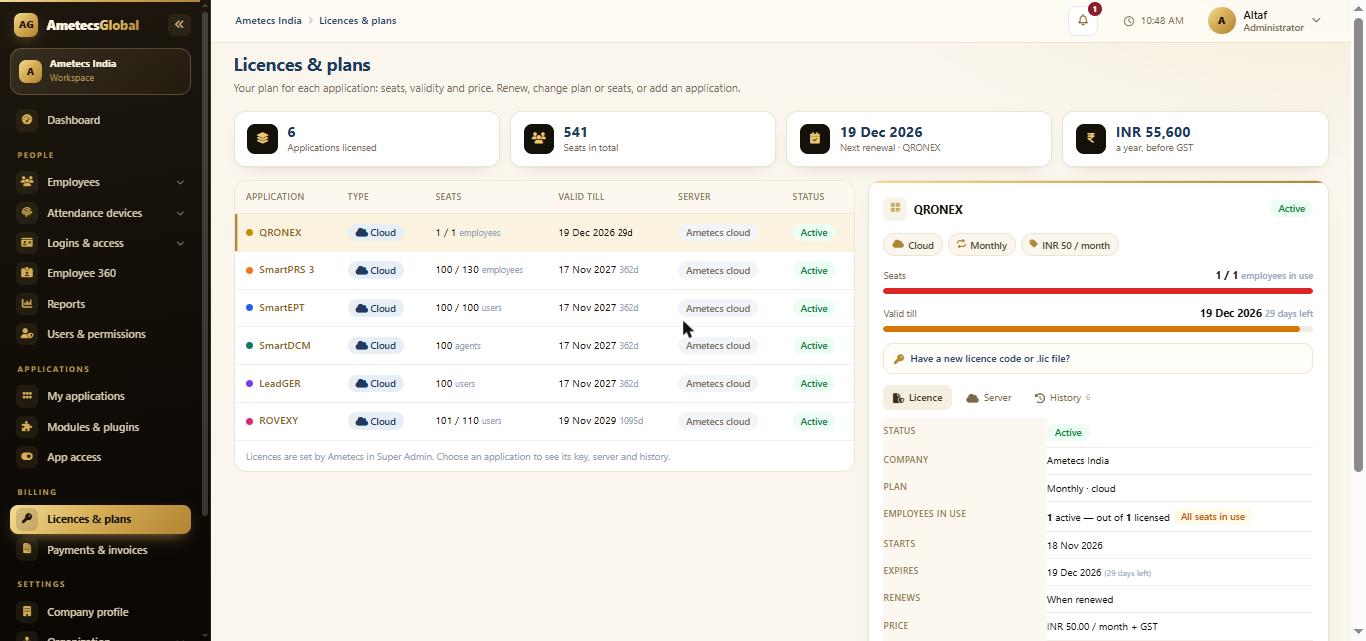 AG AmetecsGlobal
A Ametecs India
Workspace
Dashboard
PEOPLE
Employees
Attendance devices
Logins & access
Employee 360
Reports
Users & permissions
APPLICATIONS
My applications
Modules & plugins
App access
BILLING
Licences & plans
Payments & invoices
SETTINGS
Company profile
Ametecs India > Licences & plans
1
10:48 AM
A Altaf
Administrator
Licences & plans
Your plan for each application: seats, validity and price. Renew, change plan or seats, or add an application.
6
Applications licensed
541
Seats in total
19 Dec 2026
Next renewal · QRONEX
₹ INR 55,600
a year, before GST
APPLICATION TYPE SEATS VALID TILL SERVER STATUS
QRONEX Cloud 1 / 1 employees 19 Dec 2026 29d Ametecs cloud Active
SmartPRS 3 Cloud 100 / 130 employees 17 Nov 2027 362d Ametecs cloud Active
SmartEPT Cloud 100 / 100 users 17 Nov 2027 362d Ametecs cloud Active
SmartDCM Cloud 100 agents 17 Nov 2027 362d Ametecs cloud Active
LeadGER Cloud 100 users 17 Nov 2027 362d Ametecs cloud Active
ROVEXY Cloud 101 / 110 users 19 Nov 2029 1095d Ametecs cloud Active
Licences are set by Ametecs in Super Admin. Choose an application to see its key, server and history.
QRONEX Active
Cloud Monthly INR 50 / month
Seats 1 / 1 employees in use
Valid till 19 Dec 2026 29 days left
Have a new licence code or .lic file?
Licence Server History 6
STATUS Active
COMPANY Ametecs India
PLAN Monthly · cloud
EMPLOYEES IN USE 1 active — out of 1 licensed All seats in use
STARTS 18 Nov 2026
EXPIRES 19 Dec 2026 (29 days left)
RENEWS When renewed
PRICE INR 50.00 / month + GST